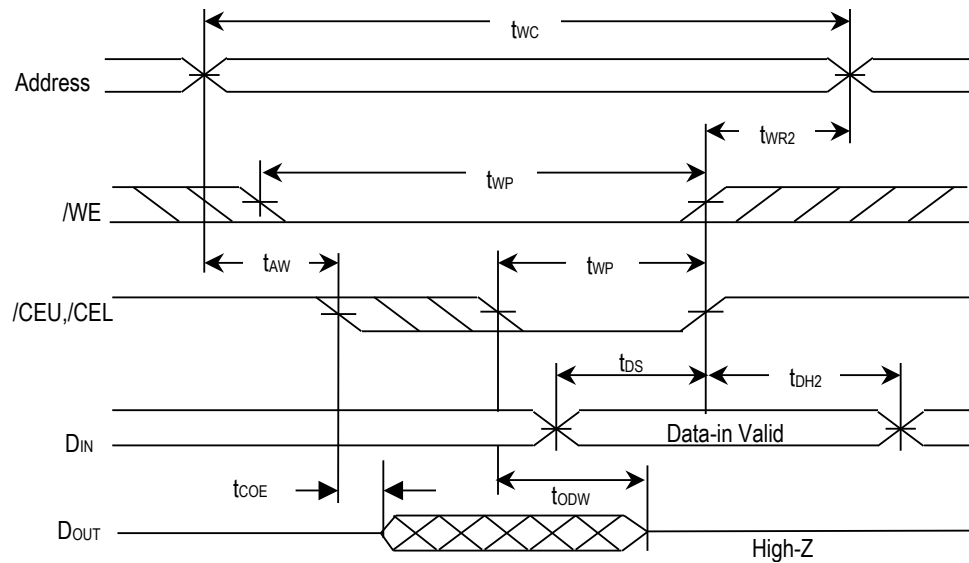 tWC
Address
tWR2
tWP
/WE
tAW
tWP
/CEU,/CEL
tDS
tDH2
DIN
Data-in Valid
tCOE
tODW
DOUT
High-Z